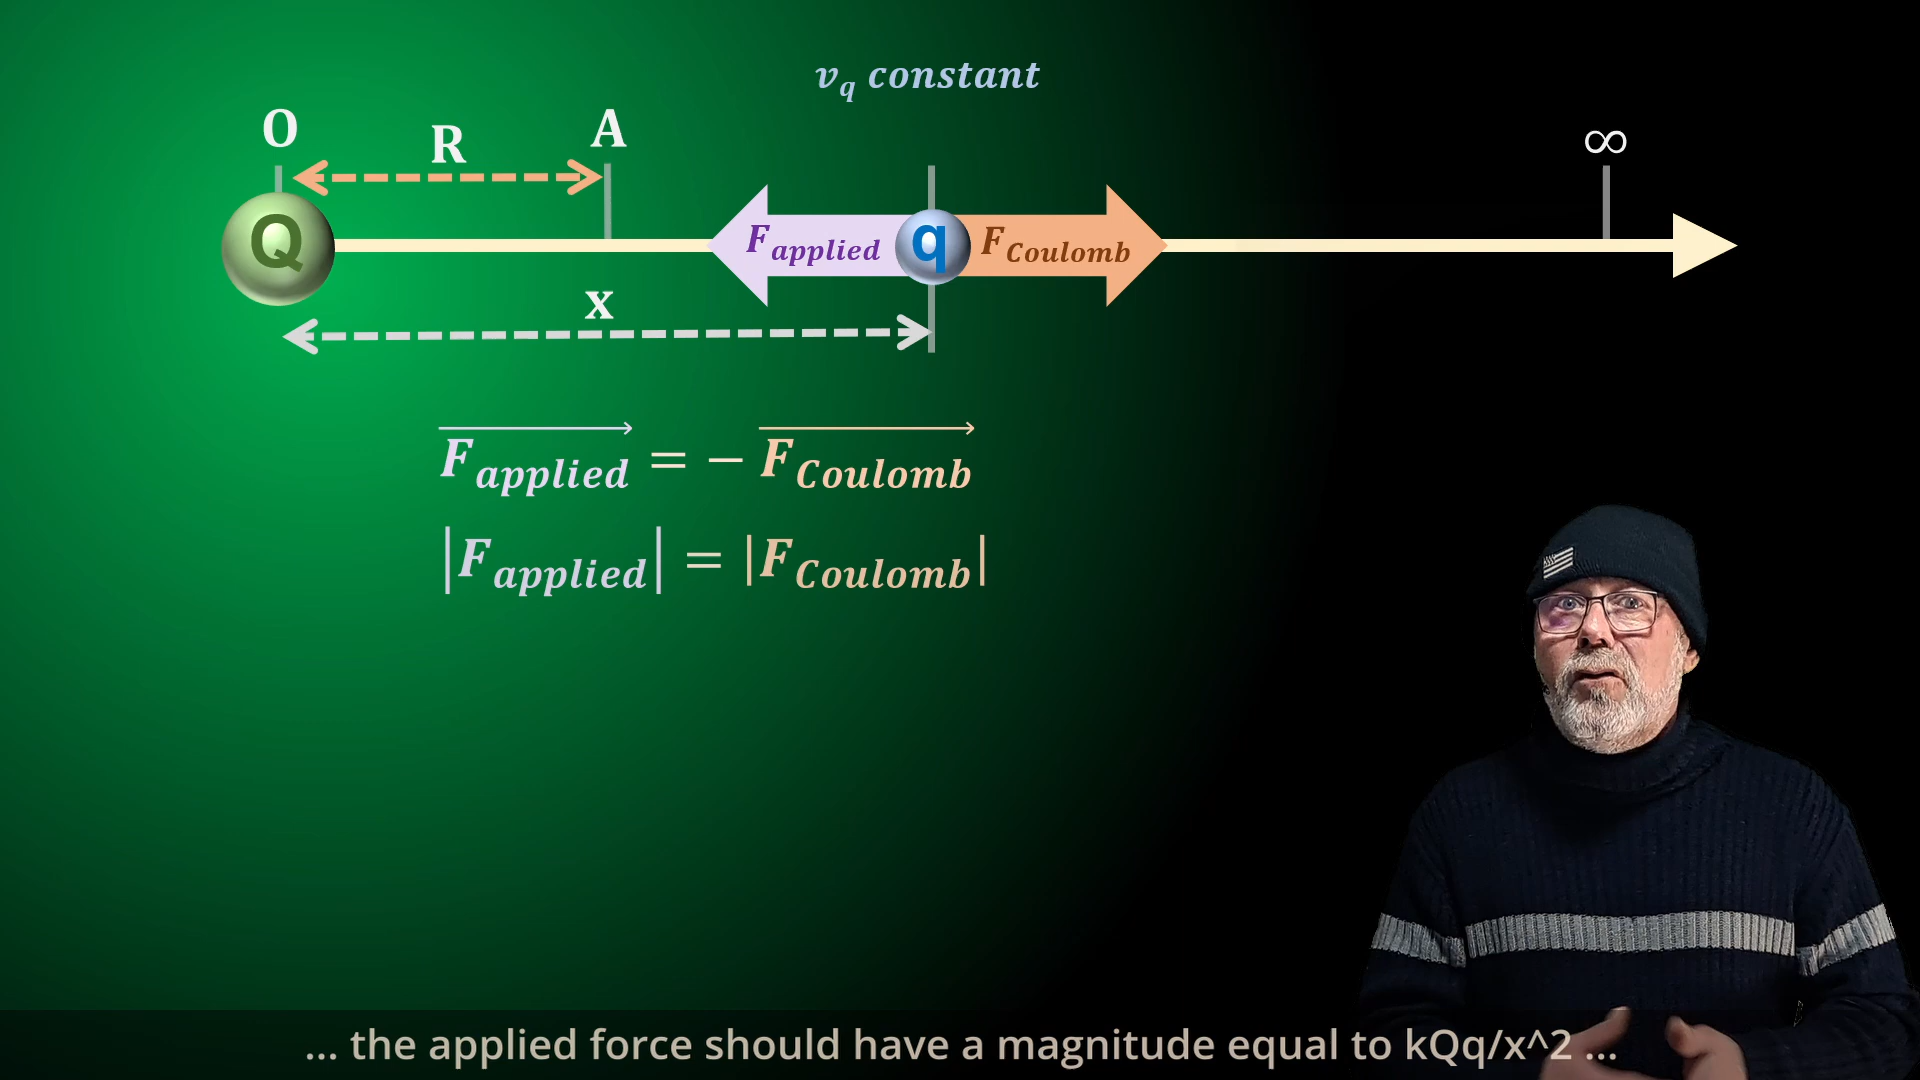 v_q constant
O R A ∞
Q F_applied q F_Coulomb
x
F_applied = − F_Coulomb
|F_applied| = |F_Coulomb|
... the applied force should have a magnitude equal to kQq/x^2 ...